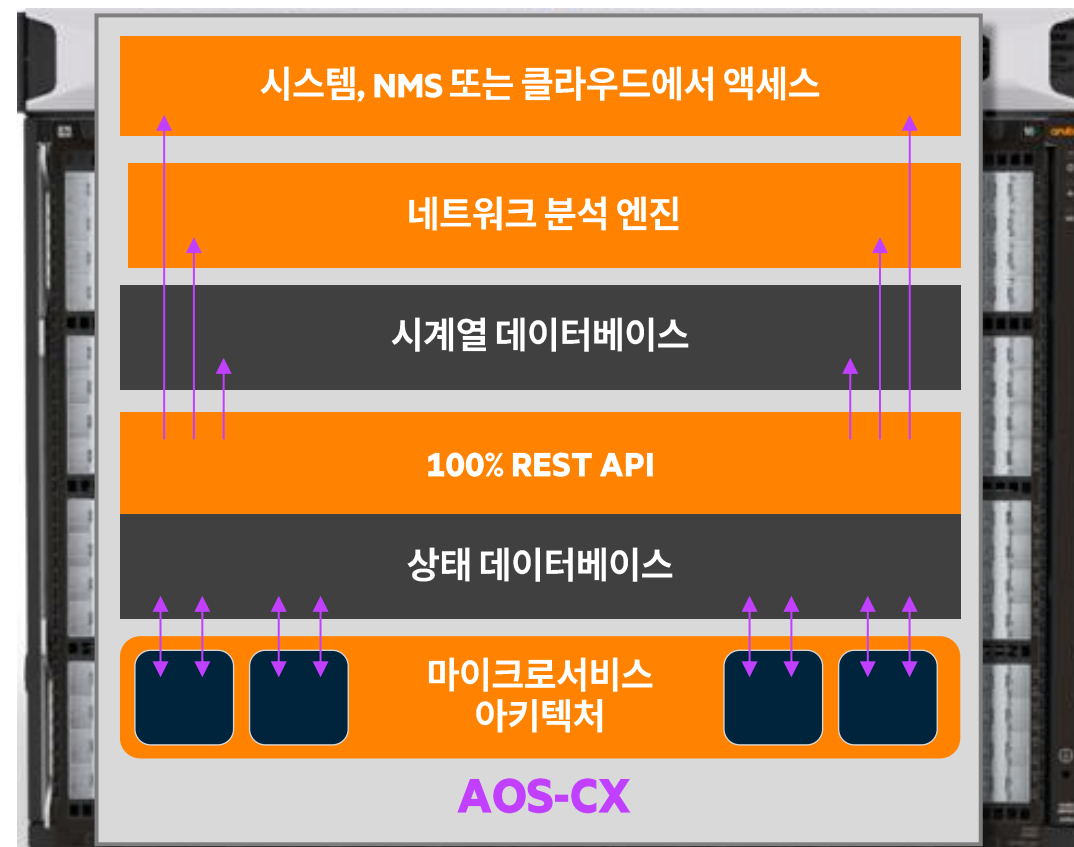 시스템, NMS 또는 클라우드에서 액세스
네트워크 분석 엔진
시계열 데이터베이스
100% REST API
상태 데이터베이스
마이크로서비스
아키텍처
AOS-CX